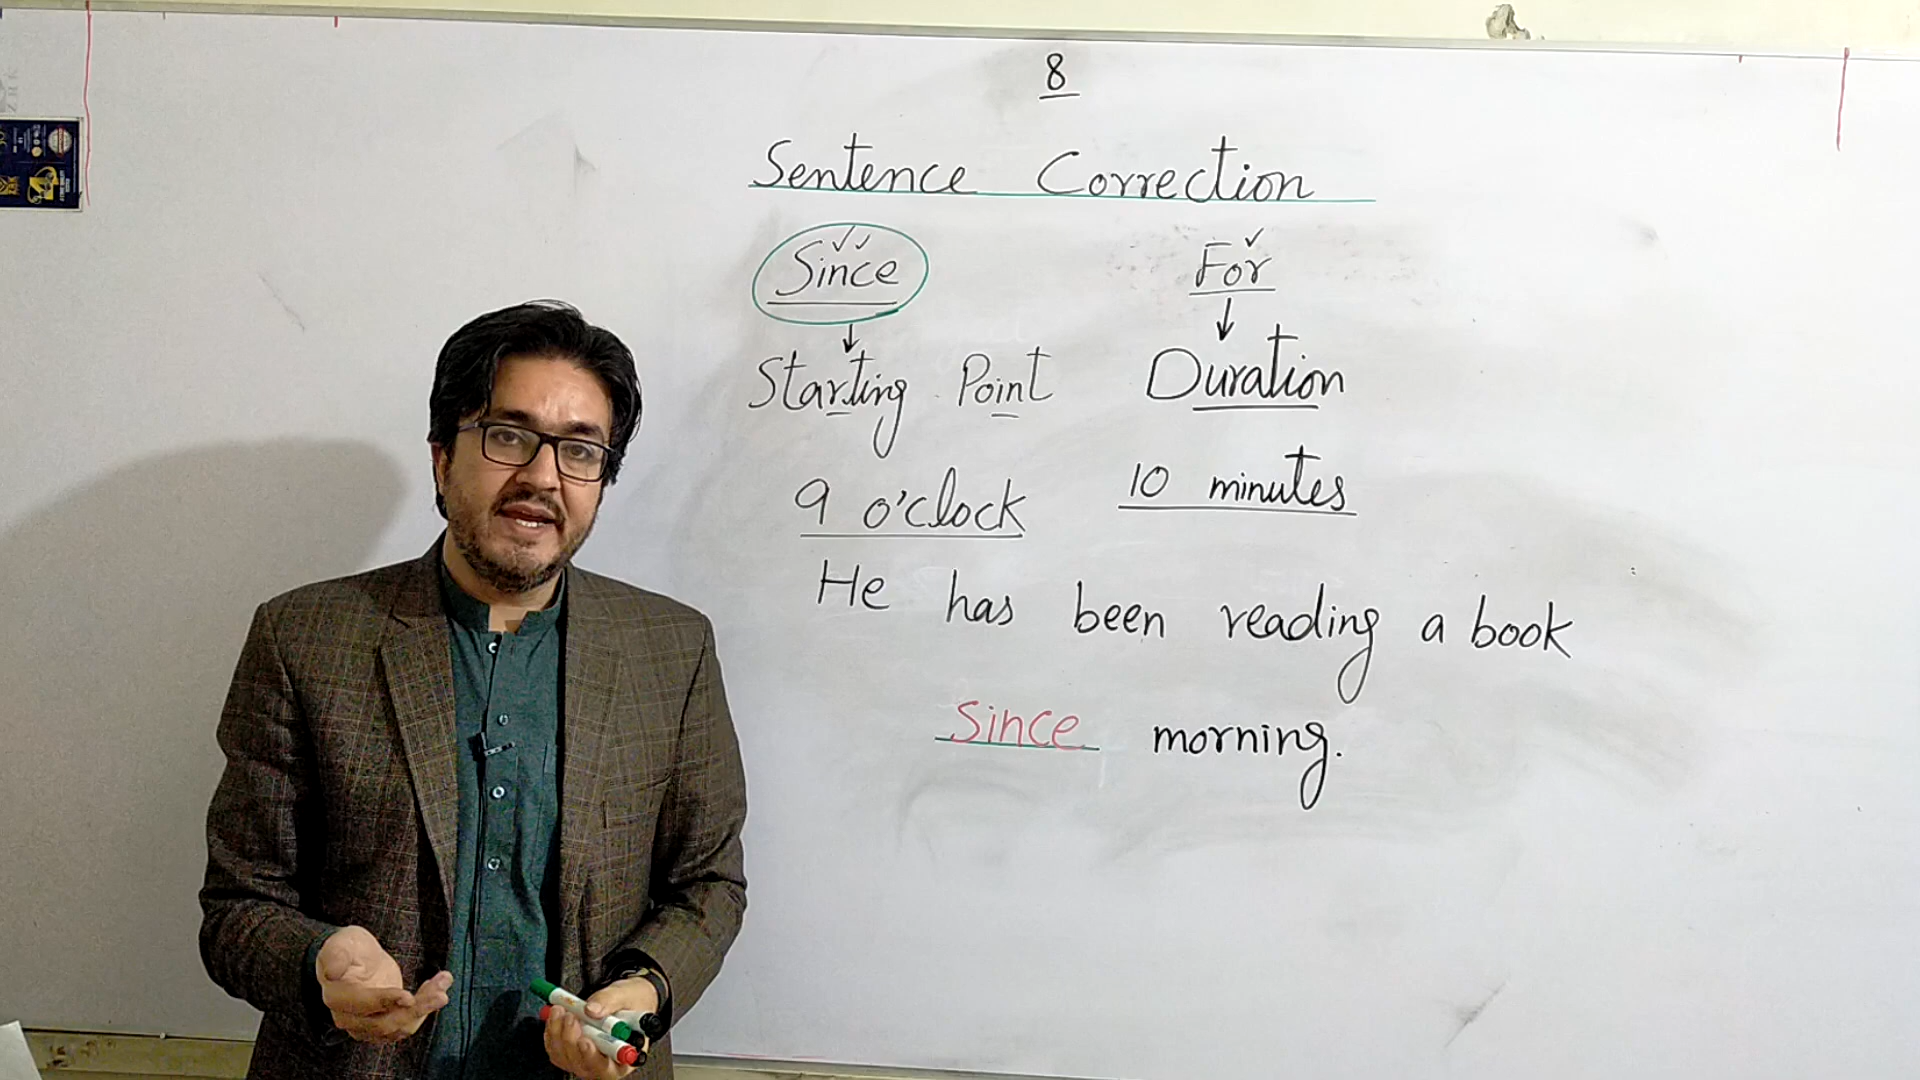 8
Sentence Correction
Since For
Starting Point Duration
9 o'clock 10 minutes
He has been reading a book
Since morning.